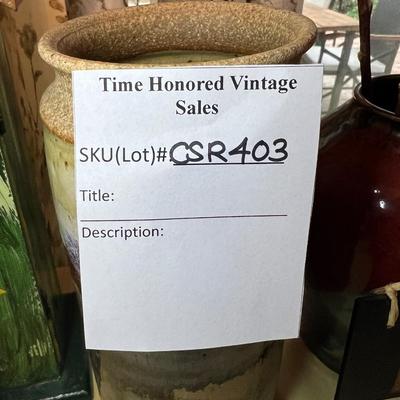 Time Honored Vintage
Sales
SKU(Lot)#CSR403
Title:
Description: